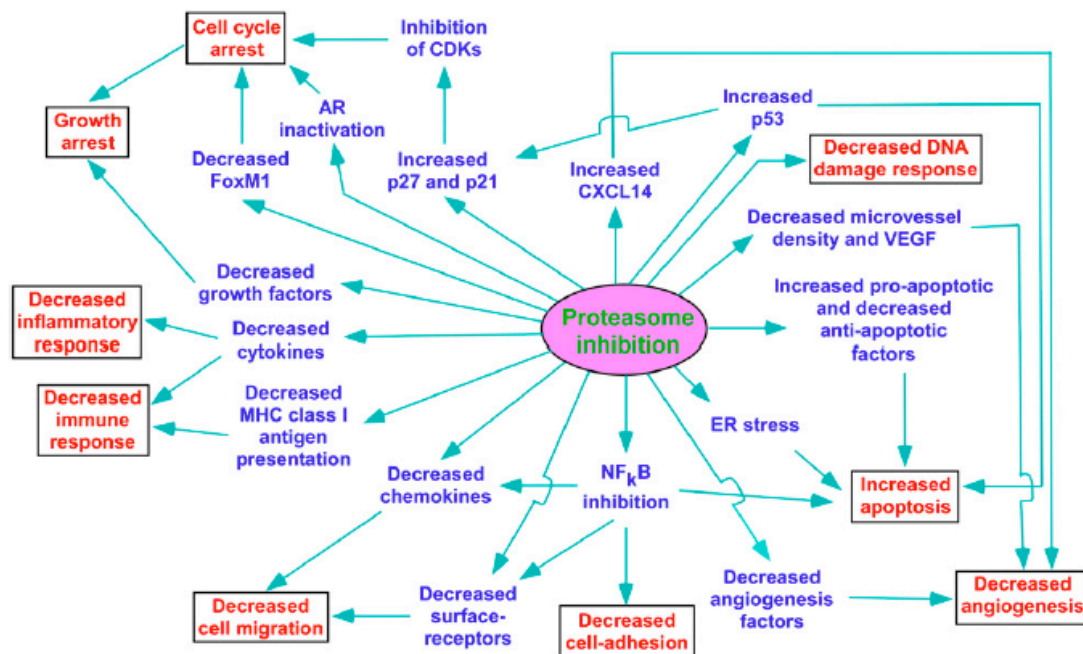 Cell cycle
arrest
Inhibition
of CDKs
AR
inactivation
Increased
p53
Growth
arrest
Decreased
FoxM1
Increased
p27 and p21
Increased
CXCL14
Decreased DNA
damage response
Decreased microvessel
density and VEGF
Decreased
growth factors
Decreased
inflammatory
response
Decreased
cytokines
Proteasome
inhibition
Increased pro-apoptotic
and decreased
anti-apoptotic
factors
Decreased
immune
response
Decreased
MHC class I
antigen
presentation
ER stress
Decreased
chemokines
NFkB
inhibition
Increased
apoptosis
Decreased
cell migration
Decreased
surface-
receptors
Decreased
cell-adhesion
Decreased
angiogenesis
factors
Decreased
angiogenesis